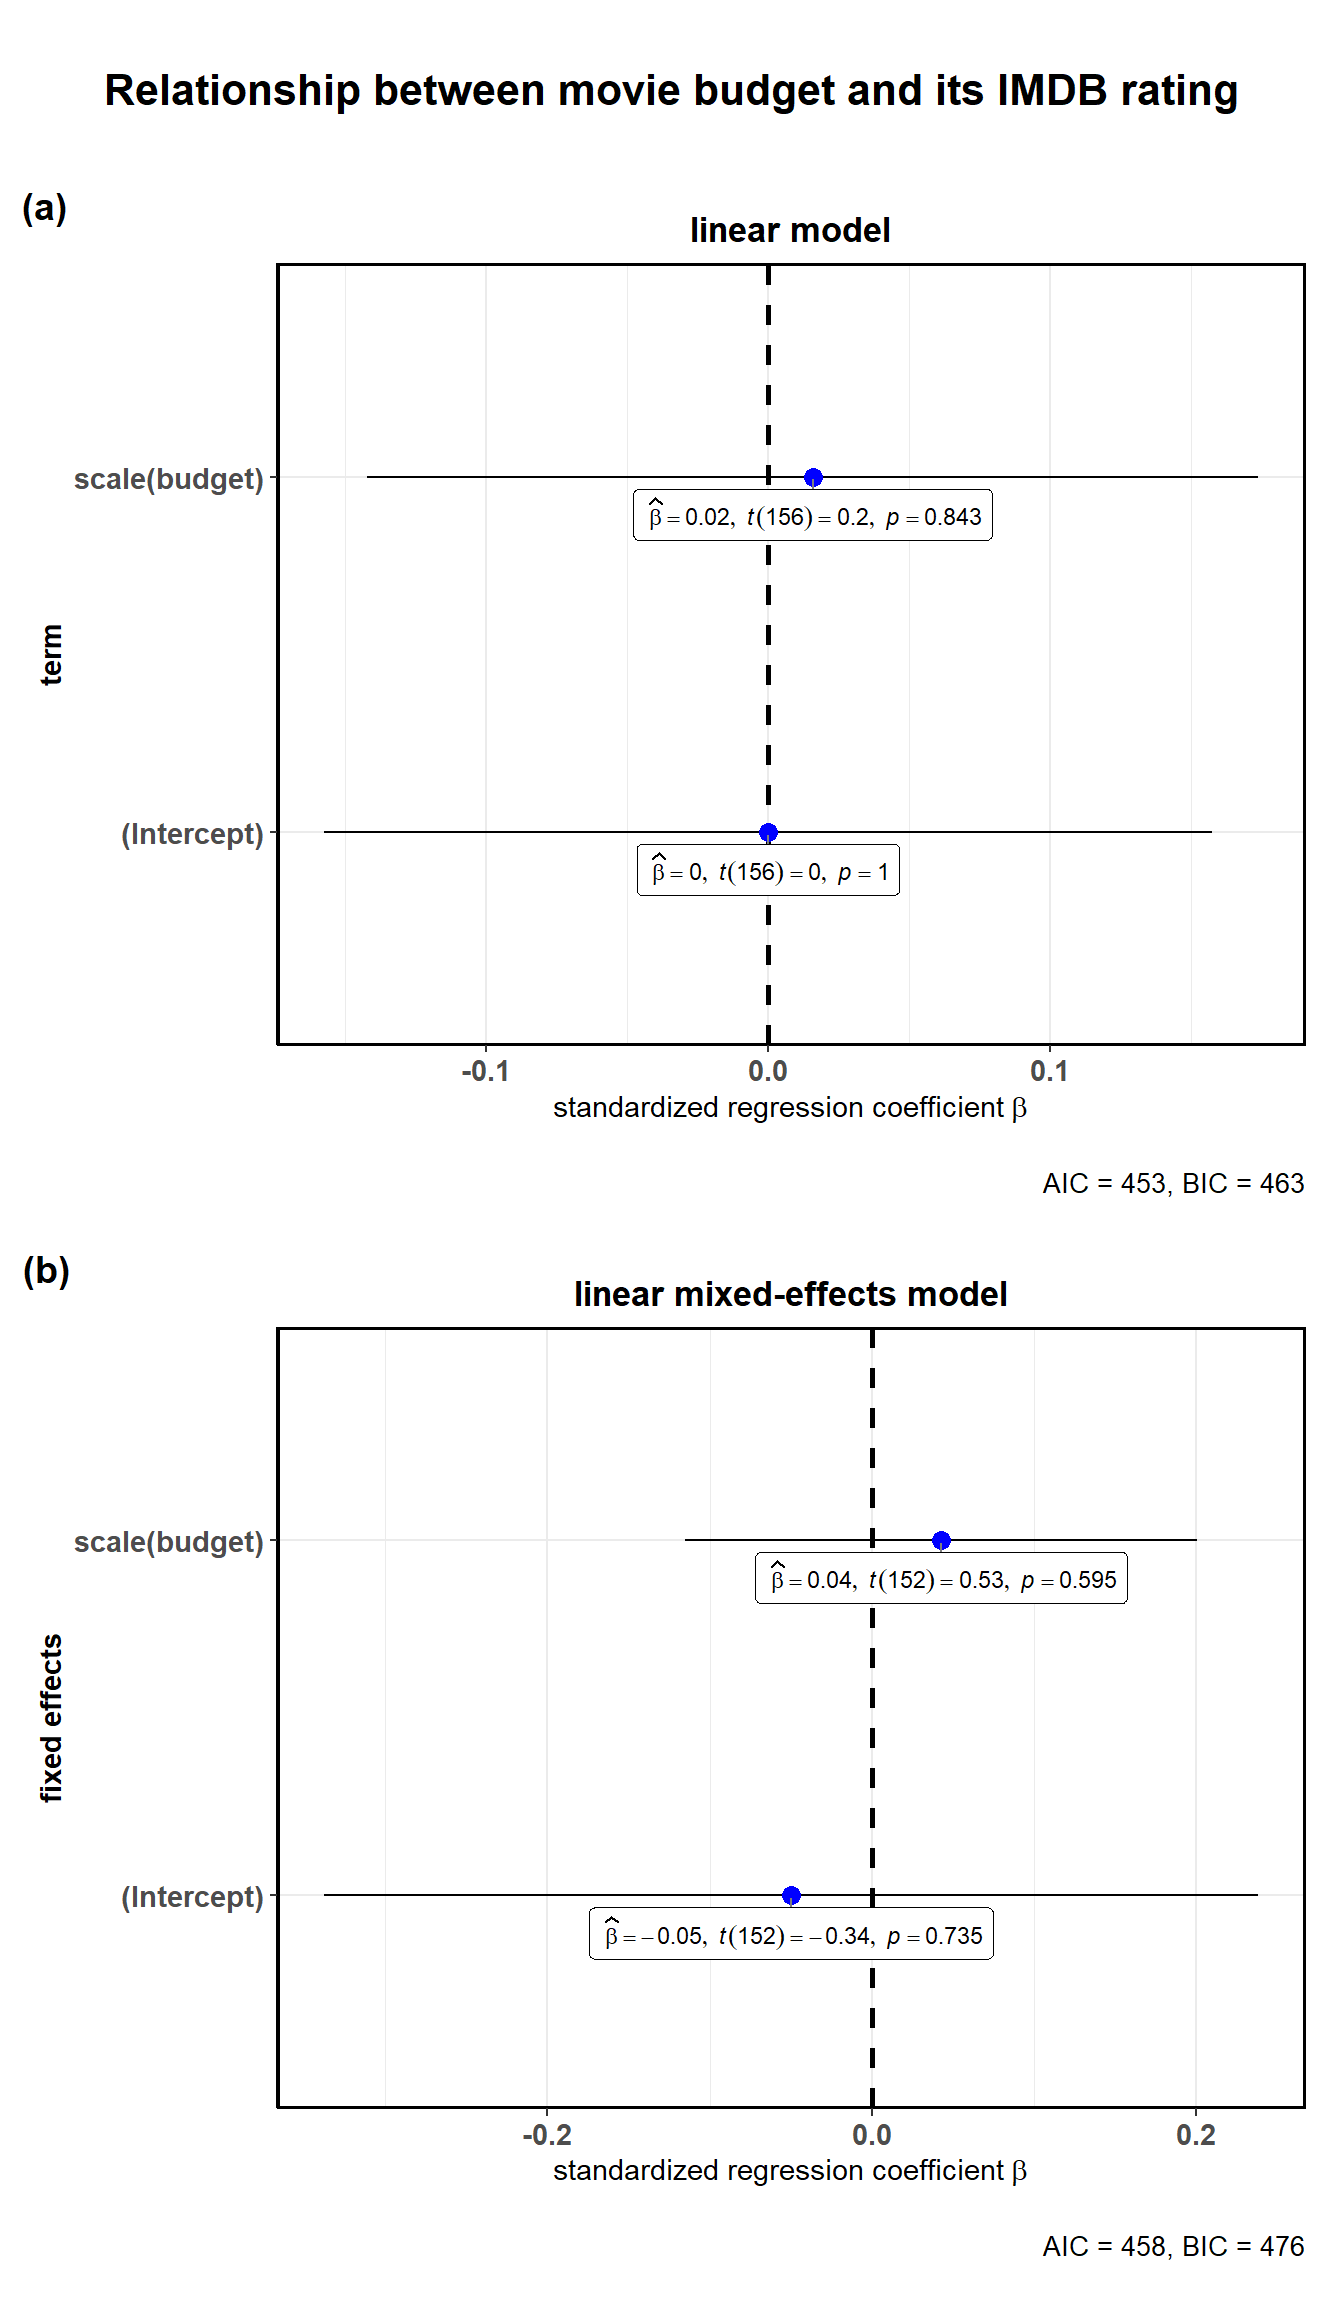 Relationship between movie budget and its IMDB rating
(a)
linear model
scale(budget)
β̂ = 0.02, t(156) = 0.2, p = 0.843
term
(Intercept)
β̂ = 0, t(156) = 0, p = 1
-0.1 0.0 0.1
standardized regression coefficient β
AIC = 453, BIC = 463
(b)
linear mixed-effects model
scale(budget)
β̂ = 0.04, t(152) = 0.53, p = 0.595
fixed effects
(Intercept)
β̂ = −0.05, t(152) = −0.34, p = 0.735
-0.2 0.0 0.2
standardized regression coefficient β
AIC = 458, BIC = 476